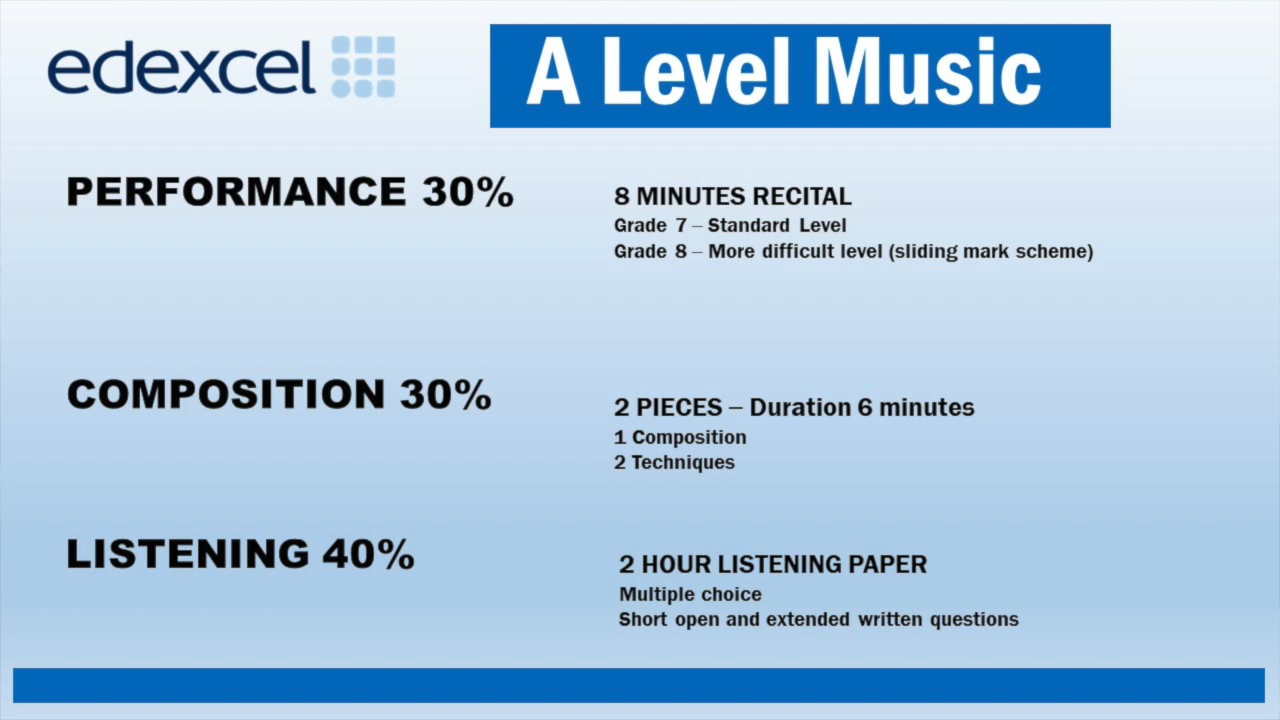 edexcel
A Level Music
PERFORMANCE 30%
8 MINUTES RECITAL
Grade 7 – Standard Level
Grade 8 – More difficult level (sliding mark scheme)
COMPOSITION 30%
2 PIECES – Duration 6 minutes
1 Composition
2 Techniques
LISTENING 40%
2 HOUR LISTENING PAPER
Multiple choice
Short open and extended written questions